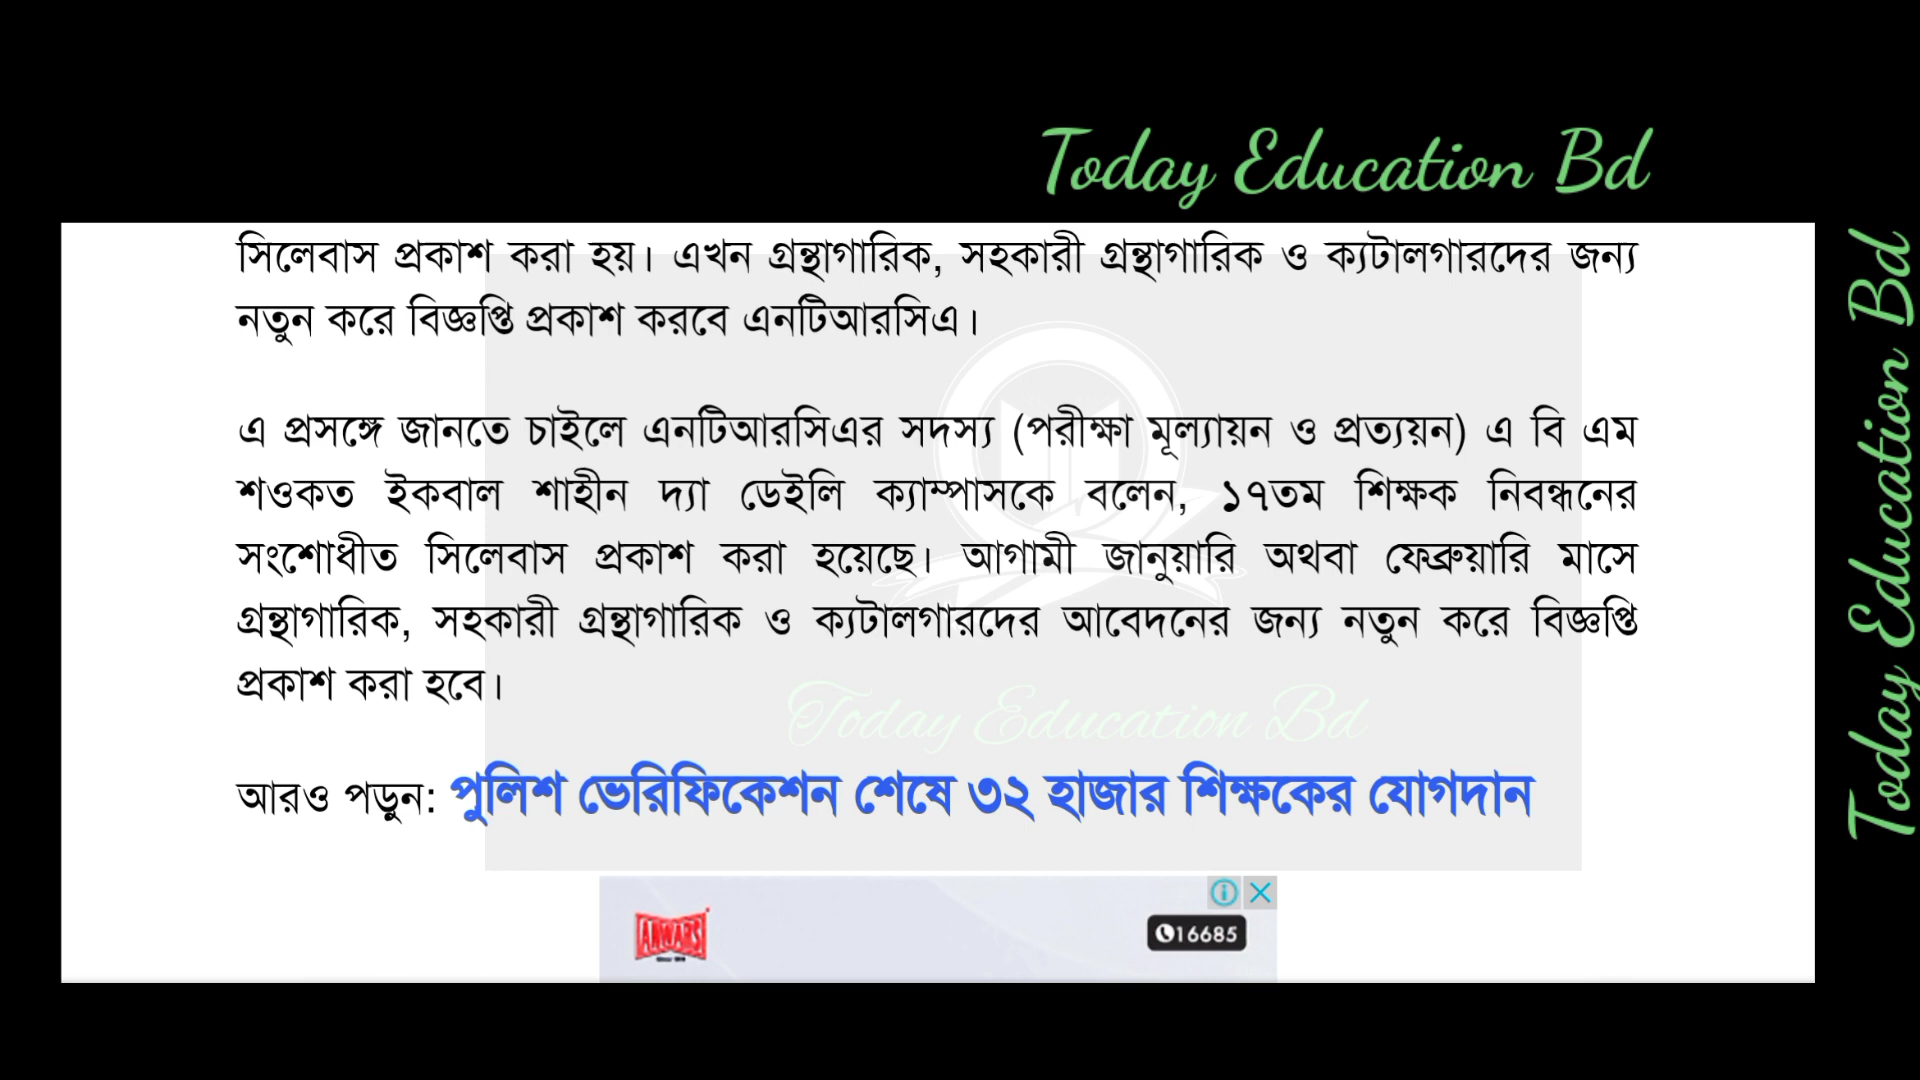 Today Education Bd
সিলেবাস প্রকাশ করা হয়। এখন গ্রন্থাগারিক, সহকারী গ্রন্থাগারিক ও ক্যটালগারদের জন্য
নতুন করে বিজ্ঞপ্তি প্রকাশ করবে এনটিআরসিএ।
এ প্রসঙ্গে জানতে চাইলে এনটিআরসিএর সদস্য (পরীক্ষা মূল্যায়ন ও প্রত্যয়ন) এ বি এম
শওকত ইকবাল শাহীন দ্যা ডেইলি ক্যাম্পাসকে বলেন, ১৭তম শিক্ষক নিবন্ধনের
সংশোধীত সিলেবাস প্রকাশ করা হয়েছে। আগামী জানুয়ারি অথবা ফেব্রুয়ারি মাসে
গ্রন্থাগারিক, সহকারী গ্রন্থাগারিক ও ক্যটালগারদের আবেদনের জন্য নতুন করে বিজ্ঞপ্তি
প্রকাশ করা হবে।
Today Education Bd
আরও পড়ুন: পুলিশ ভেরিফিকেশন শেষে ৩২ হাজার শিক্ষকের যোগদান
ANWARS
16685
Today Education Bd